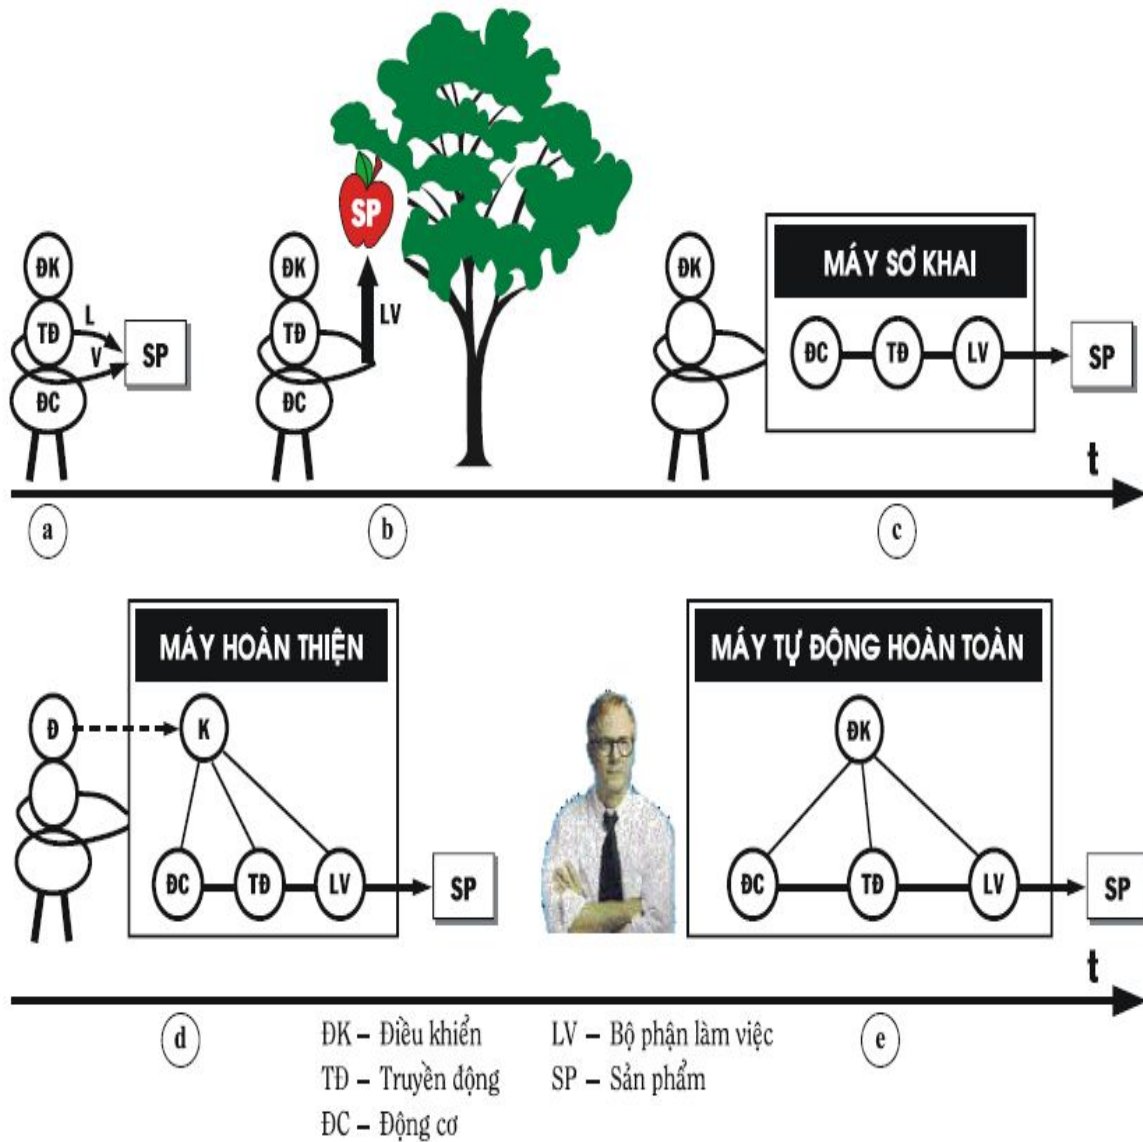 ĐK
TĐ
L
V
SP
ĐC
SP
ĐK
TĐ
LV
ĐC
ĐK
MÁY SƠ KHAI
ĐC
TĐ
LV
SP
t
a
b
c
MÁY HOÀN THIỆN
Đ
K
ĐC
TĐ
LV
SP
MÁY TỰ ĐỘNG HOÀN TOÀN
ĐK
ĐC
TĐ
LV
SP
t
d
e
ĐK – Điều khiển
LV – Bộ phận làm việc
TĐ – Truyền động
SP – Sản phẩm
ĐC – Động cơ